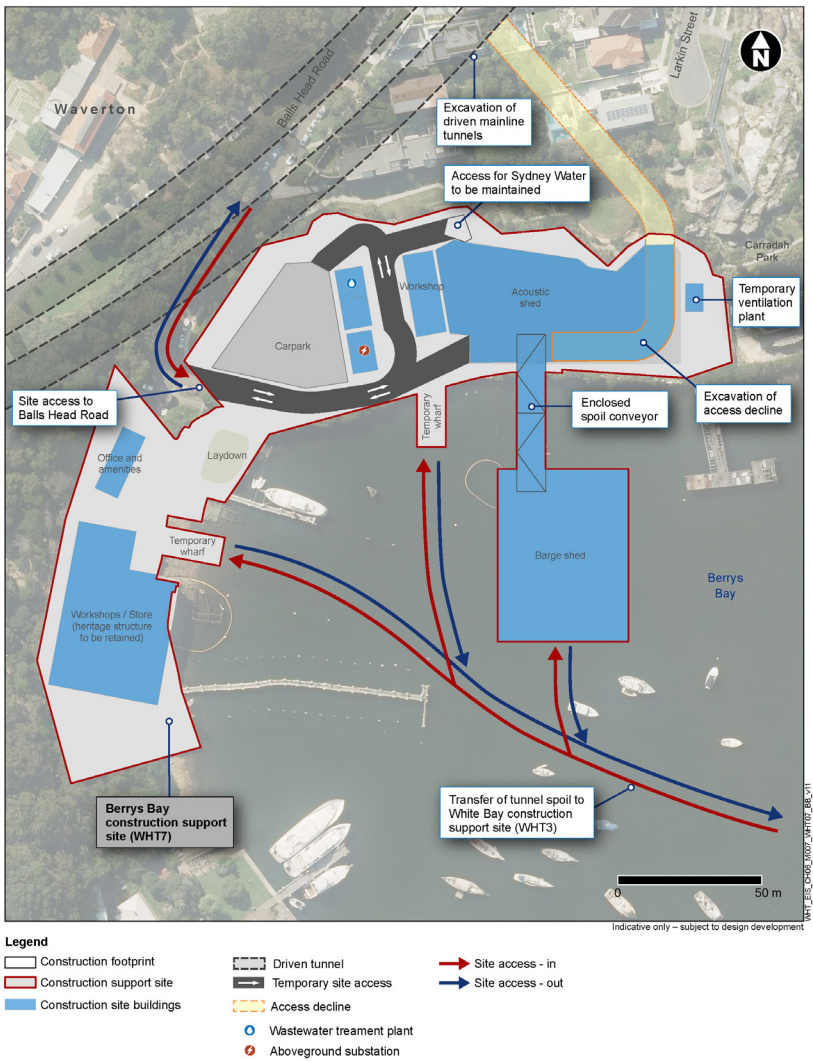 Waverton
Balls Head Road
Larkin Street
N
Excavation of
driven mainline
tunnels
Access for Sydney Water
to be maintained
Carradah
Park
Temporary
ventilation
plant
Workshop
Acoustic
shed
Carpark
Site access to
Balls Head Road
Temporary
wharf
Enclosed
spoil conveyor
Excavation of
access decline
Office and
amenities
Laydown
Temporary
wharf
Barge shed
Berrys
Bay
Workshops / Store
(heritage structure
to be retained)
Berrys Bay
construction support
site (WHT7)
Transfer of tunnel spoil to
White Bay construction
support site (WHT3)
0 50 m
WHT_EIS_CH06_M007_WHT07_BB_v11
Indicative only – subject to design development
Legend
Construction footprint
Construction support site
Construction site buildings
Driven tunnel
Temporary site access
Access decline
Wastewater treament plant
Aboveground substation
Site access - in
Site access - out